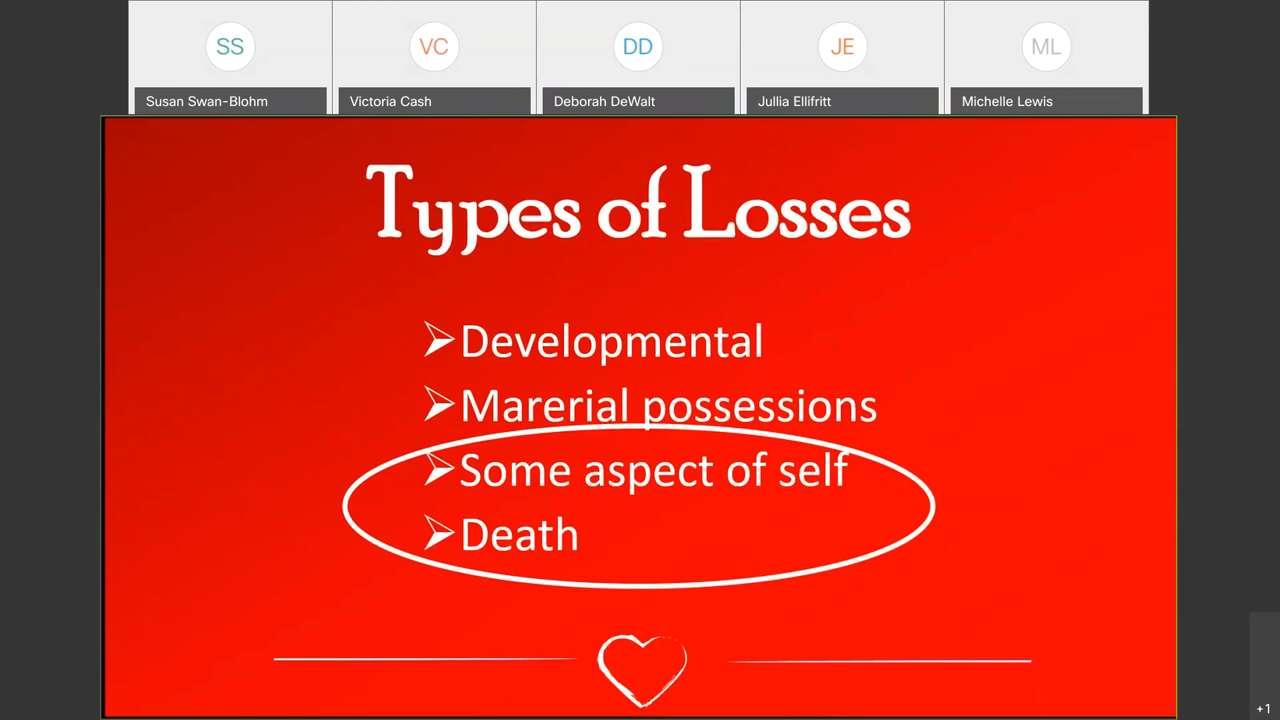 SS
VC
DD
JE
ML
Susan Swan-Blohm
Victoria Cash
Deborah DeWalt
Jullia Ellifritt
Michelle Lewis
Types of Losses
Developmental
Marerial possessions
Some aspect of self
Death
+1